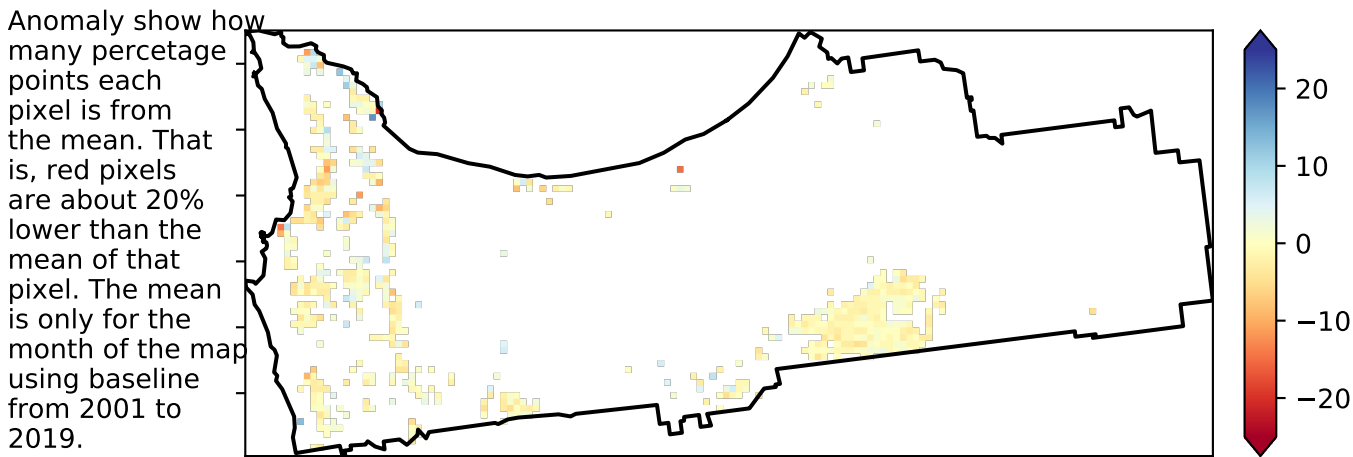 Anomaly show how
many percetage
points each
pixel is from
the mean. That
is, red pixels
are about 20%
lower than the
mean of that
pixel. The mean
is only for the
month of the map
using baseline
from 2001 to
2019.
20
10
0
−10
−20